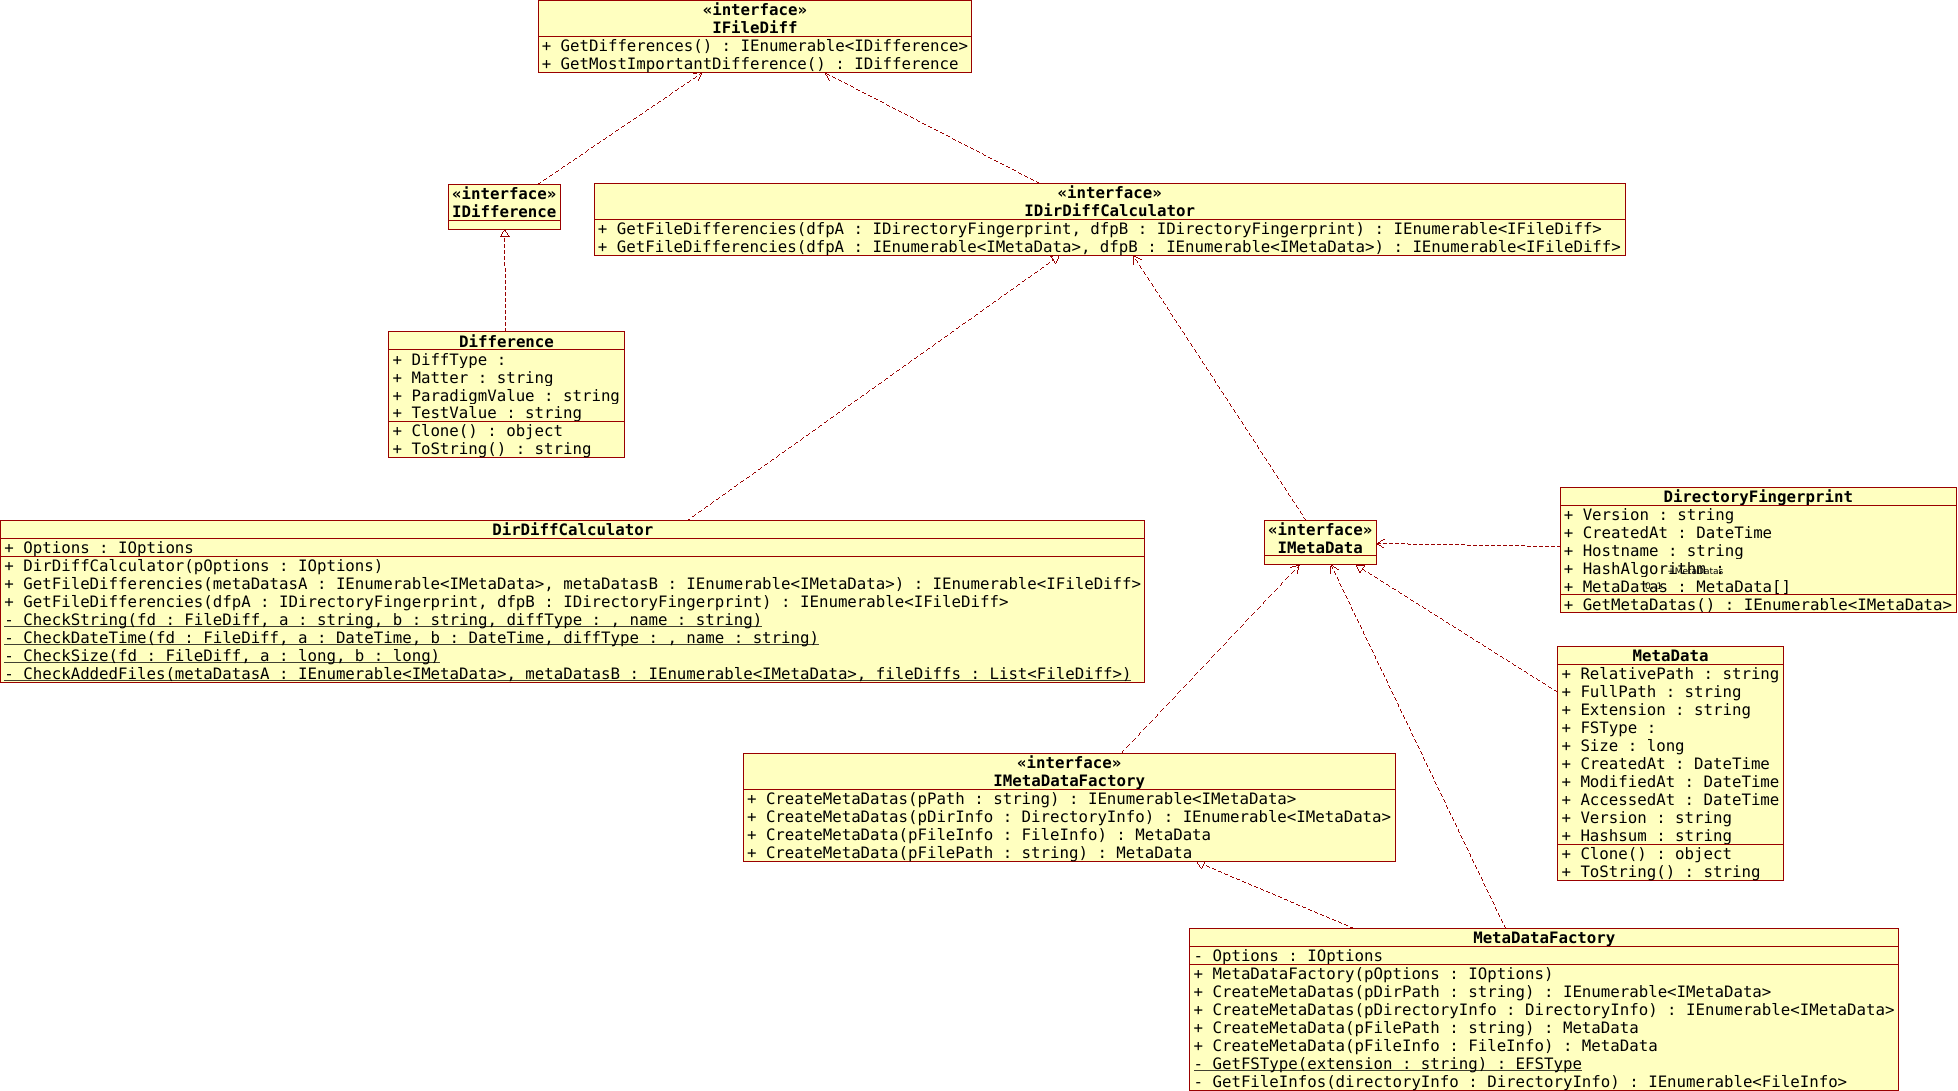 «interface»
IFileDiff
+ GetDifferences() : IEnumerable<IDifference>
+ GetMostImportantDifference() : IDifference
«interface»
IDifference
«interface»
IDirDiffCalculator
+ GetFileDifferencies(dfpA : IDirectoryFingerprint, dfpB : IDirectoryFingerprint) : IEnumerable<IFileDiff>
+ GetFileDifferencies(dfpA : IEnumerable<IMetaData>, dfpB : IEnumerable<IMetaData>) : IEnumerable<IFileDiff>
Difference
+ DiffType :
+ Matter : string
+ ParadigmValue : string
+ TestValue : string
+ Clone() : object
+ ToString() : string
DirDiffCalculator
+ Options : IOptions
+ DirDiffCalculator(pOptions : IOptions)
+ GetFileDifferencies(metaDatasA : IEnumerable<IMetaData>, metaDatasB : IEnumerable<IMetaData>) : IEnumerable<IFileDiff>
+ GetFileDifferencies(dfpA : IDirectoryFingerprint, dfpB : IDirectoryFingerprint) : IEnumerable<IFileDiff>
- CheckString(fd : FileDiff, a : string, b : string, diffType : , name : string)
- CheckDateTime(fd : FileDiff, a : DateTime, b : DateTime, diffType : , name : string)
- CheckSize(fd : FileDiff, a : long, b : long)
- CheckAddedFiles(metaDatasA : IEnumerable<IMetaData>, metaDatasB : IEnumerable<IMetaData>, fileDiffs : List<FileDiff>)
«interface»
IMetaData
DirectoryFingerprint
+ Version : string
+ CreatedAt : DateTime
+ Hostname : string
+ HashAlgorithm :
+MetaDatas
+ MetaDatas : MetaData[]
+ GetMetaDatas() : IEnumerable<IMetaData>
MetaData
+ RelativePath : string
+ FullPath : string
+ Extension : string
+ FSType :
+ Size : long
+ CreatedAt : DateTime
+ ModifiedAt : DateTime
+ AccessedAt : DateTime
+ Version : string
+ Hashsum : string
+ Clone() : object
+ ToString() : string
«interface»
IMetaDataFactory
+ CreateMetaDatas(pPath : string) : IEnumerable<IMetaData>
+ CreateMetaDatas(pDirInfo : DirectoryInfo) : IEnumerable<IMetaData>
+ CreateMetaData(pFileInfo : FileInfo) : MetaData
+ CreateMetaData(pFilePath : string) : MetaData
MetaDataFactory
- Options : IOptions
+ MetaDataFactory(pOptions : IOptions)
+ CreateMetaDatas(pDirPath : string) : IEnumerable<IMetaData>
+ CreateMetaDatas(pDirectoryInfo : DirectoryInfo) : IEnumerable<IMetaData>
+ CreateMetaData(pFilePath : string) : MetaData
+ CreateMetaData(pFileInfo : FileInfo) : MetaData
- GetFSType(extension : string) : EFSType
- GetFileInfos(directoryInfo : DirectoryInfo) : IEnumerable<FileInfo>